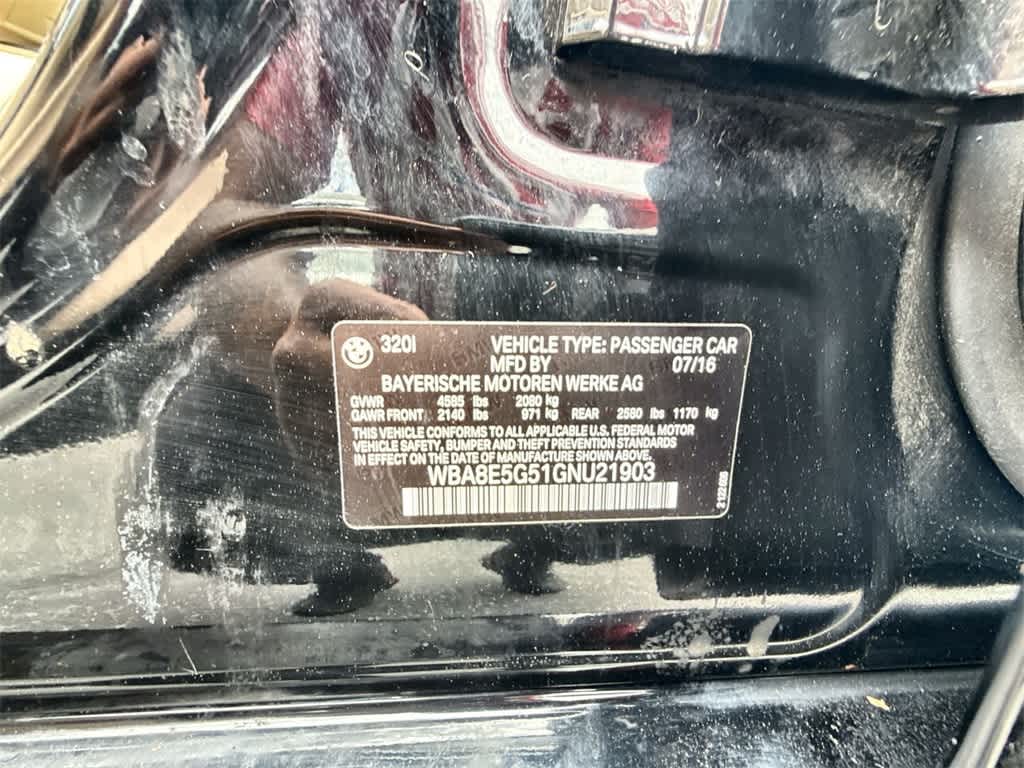 320I VEHICLE TYPE: PASSENGER CAR
MFD BY 07/16
BAYERISCHE MOTOREN WERKE AG
GVWR 4585 lbs 2080 kg
GAWR FRONT 2140 lbs 971 kg REAR 2580 lbs 1170 kg
THIS VEHICLE CONFORMS TO ALL APPLICABLE U.S. FEDERAL MOTOR
VEHICLE SAFETY, BUMPER AND THEFT PREVENTION STANDARDS
IN EFFECT ON THE DATE OF MANUFACTURE SHOWN ABOVE.
WBA8E5G51GNU21903